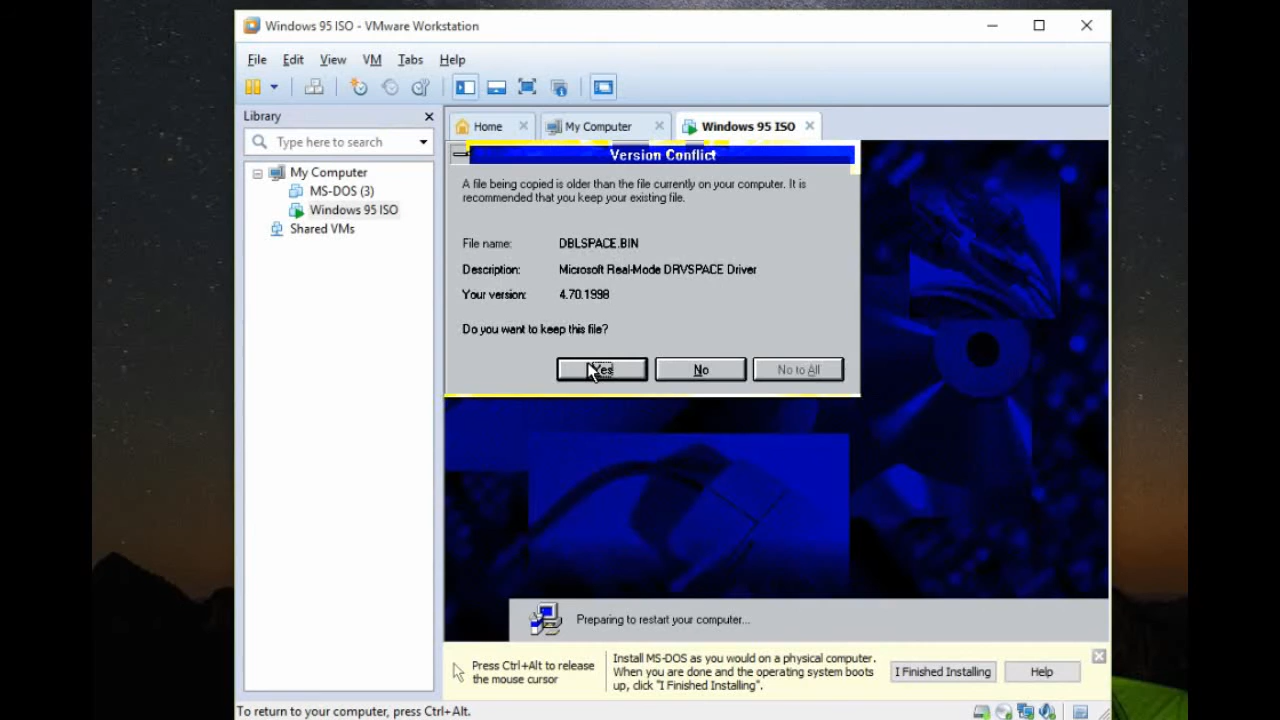 Windows 95 ISO - VMware Workstation
File Edit View VM Tabs Help
Library
Type here to search
My Computer
MS-DOS (3)
Windows 95 ISO
Shared VMs
Home
My Computer
Windows 95 ISO
Version Conflict
A file being copied is older than the file currently on your computer. It is
recommended that you keep your existing file.
File name: DBLSPACE.BIN
Description: Microsoft Real-Mode DRVSPACE Driver
Your version: 4.70.1998
Do you want to keep this file?
Yes No No to All
Preparing to restart your computer...
Press Ctrl+Alt to release
the mouse cursor
Install MS-DOS as you would on a physical computer.
When you are done and the operating system boots
up, click "I Finished Installing".
I Finished Installing
Help
To return to your computer, press Ctrl+Alt.